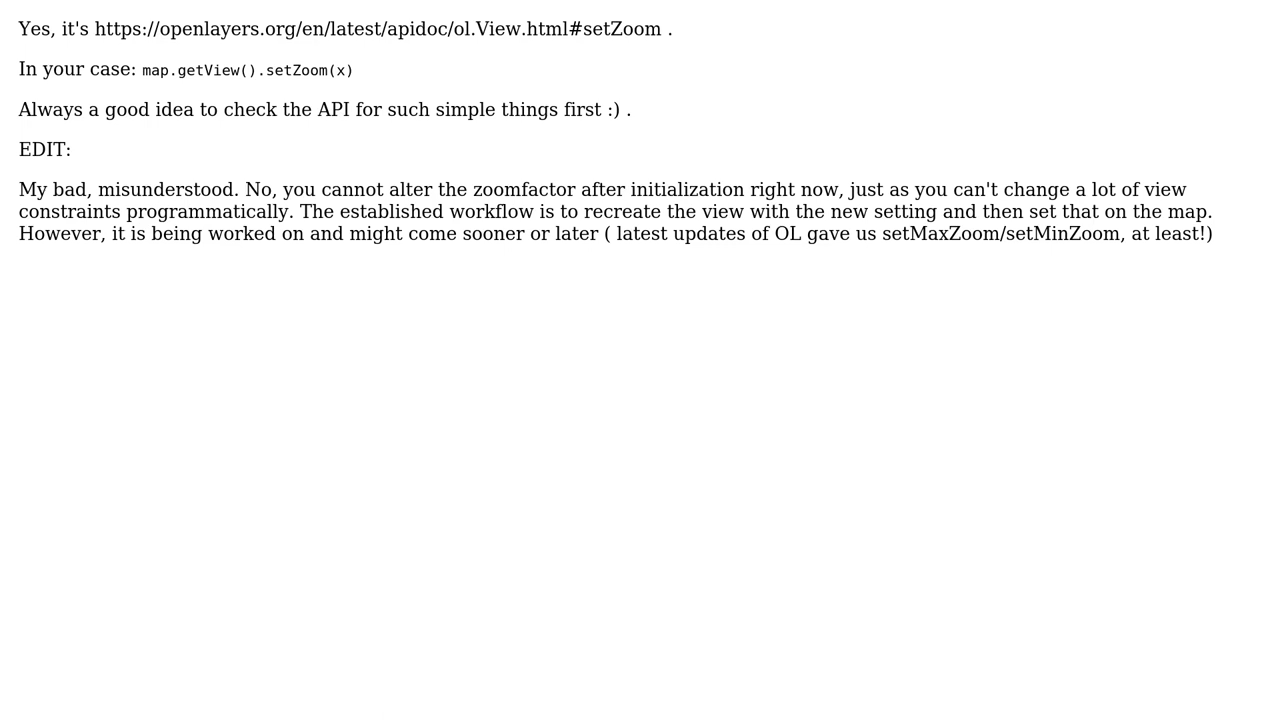 Yes, it's https://openlayers.org/en/latest/apidoc/ol.View.html#setZoom .
In your case: map.getView().setZoom(x)
Always a good idea to check the API for such simple things first :) .
EDIT:
My bad, misunderstood. No, you cannot alter the zoomfactor after initialization right now, just as you can't change a lot of view
constraints programmatically. The established workflow is to recreate the view with the new setting and then set that on the map.
However, it is being worked on and might come sooner or later ( latest updates of OL gave us setMaxZoom/setMinZoom, at least!)